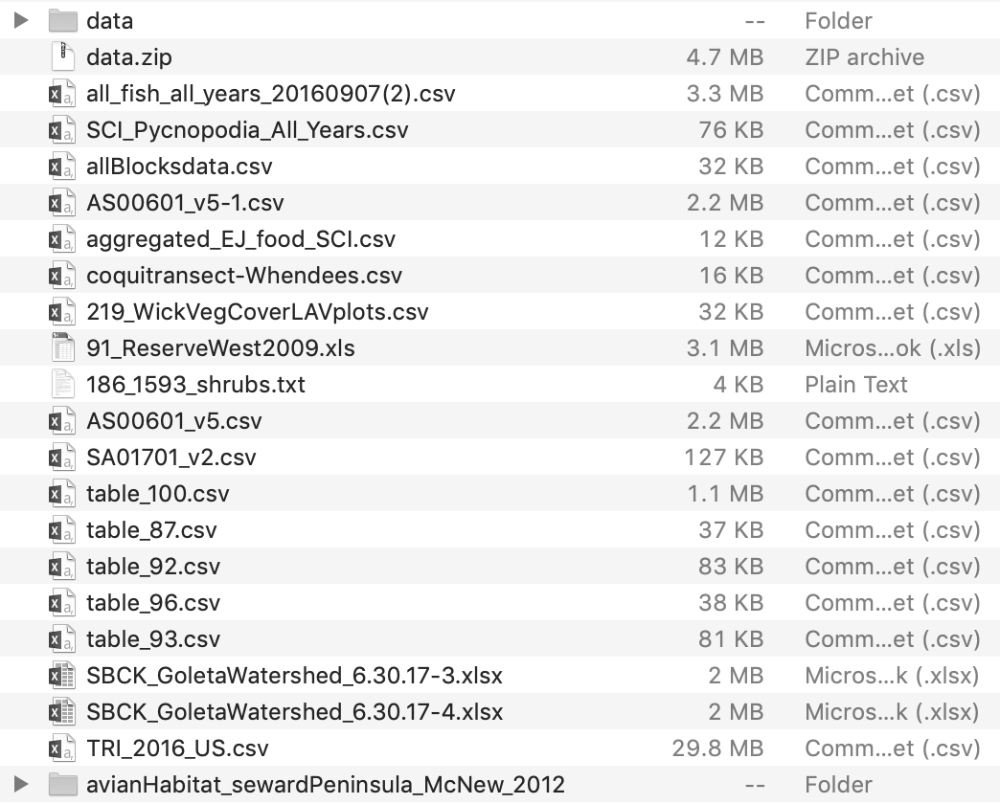 data -- Folder
data.zip 4.7 MB ZIP archive
all_fish_all_years_20160907(2).csv 3.3 MB Comm...et (.csv)
SCI_Pycnopodia_All_Years.csv 76 KB Comm...et (.csv)
allBlocksdata.csv 32 KB Comm...et (.csv)
AS00601_v5-1.csv 2.2 MB Comm...et (.csv)
aggregated_EJ_food_SCI.csv 12 KB Comm...et (.csv)
coquitransect-Whendees.csv 16 KB Comm...et (.csv)
219_WickVegCoverLAVplots.csv 32 KB Comm...et (.csv)
91_ReserveWest2009.xls 3.1 MB Micros...ok (.xls)
186_1593_shrubs.txt 4 KB Plain Text
AS00601_v5.csv 2.2 MB Comm...et (.csv)
SA01701_v2.csv 127 KB Comm...et (.csv)
table_100.csv 1.1 MB Comm...et (.csv)
table_87.csv 37 KB Comm...et (.csv)
table_92.csv 83 KB Comm...et (.csv)
table_96.csv 38 KB Comm...et (.csv)
table_93.csv 81 KB Comm...et (.csv)
SBCK_GoletaWatershed_6.30.17-3.xlsx 2 MB Micros...k (.xlsx)
SBCK_GoletaWatershed_6.30.17-4.xlsx 2 MB Micros...k (.xlsx)
TRI_2016_US.csv 29.8 MB Comm...et (.csv)
avianHabitat_sewardPeninsula_McNew_2012 -- Folder